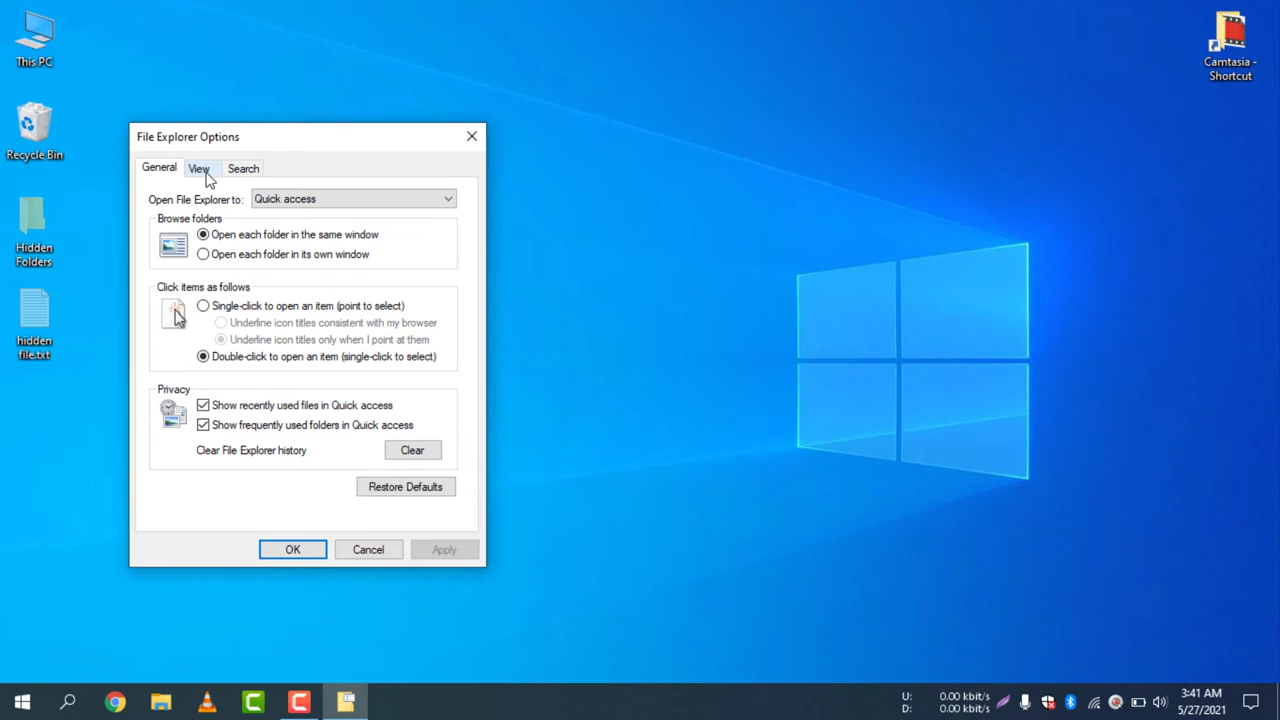 This PC
Recycle Bin
Hidden
Folders
hidden
file.txt
Camtasia -
Shortcut
File Explorer Options
General
View
Search
Open File Explorer to:
Quick access
Browse folders
Open each folder in the same window
Open each folder in its own window
Click items as follows
Single-click to open an item (point to select)
Underline icon titles consistent with my browser
Underline icon titles only when I point at them
Double-click to open an item (single-click to select)
Privacy
Show recently used files in Quick access
Show frequently used folders in Quick access
Clear File Explorer history
Clear
Restore Defaults
OK
Cancel
Apply
U: 0.00 kbit/s
D: 0.00 kbit/s
3:41 AM
5/27/2021